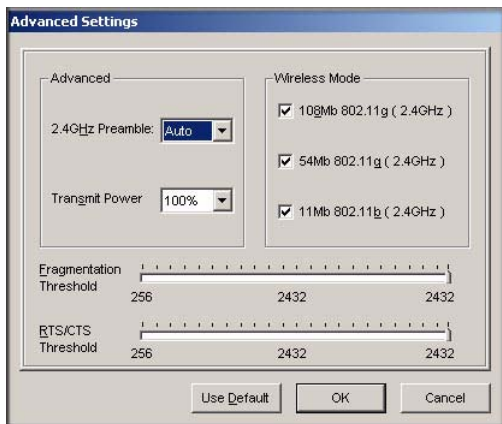 Advanced Settings
Advanced
2.4GHz Preamble: Auto
Transmit Power 100%
Wireless Mode
108Mb 802.11g ( 2.4GHz )
54Mb 802.11g ( 2.4GHz )
11Mb 802.11b ( 2.4GHz )
Fragmentation
Threshold
256 2432 2432
RTS/CTS
Threshold
256 2432 2432
Use Default OK Cancel